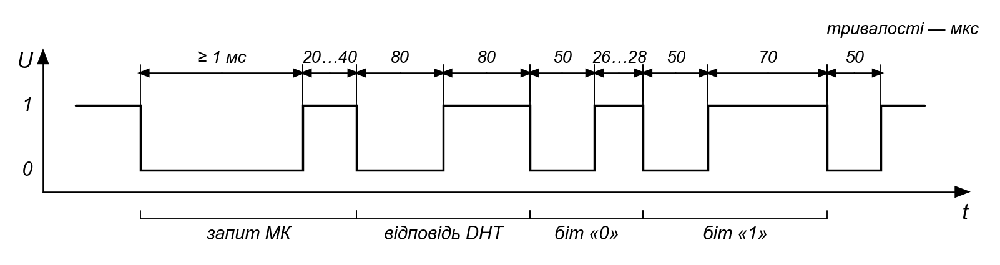 тривалості — мкс
U
≥ 1 мс 20…40 80 80 50 26…28 50 70 50
1
0
t
запит МК відповідь DHT біт «0» біт «1»